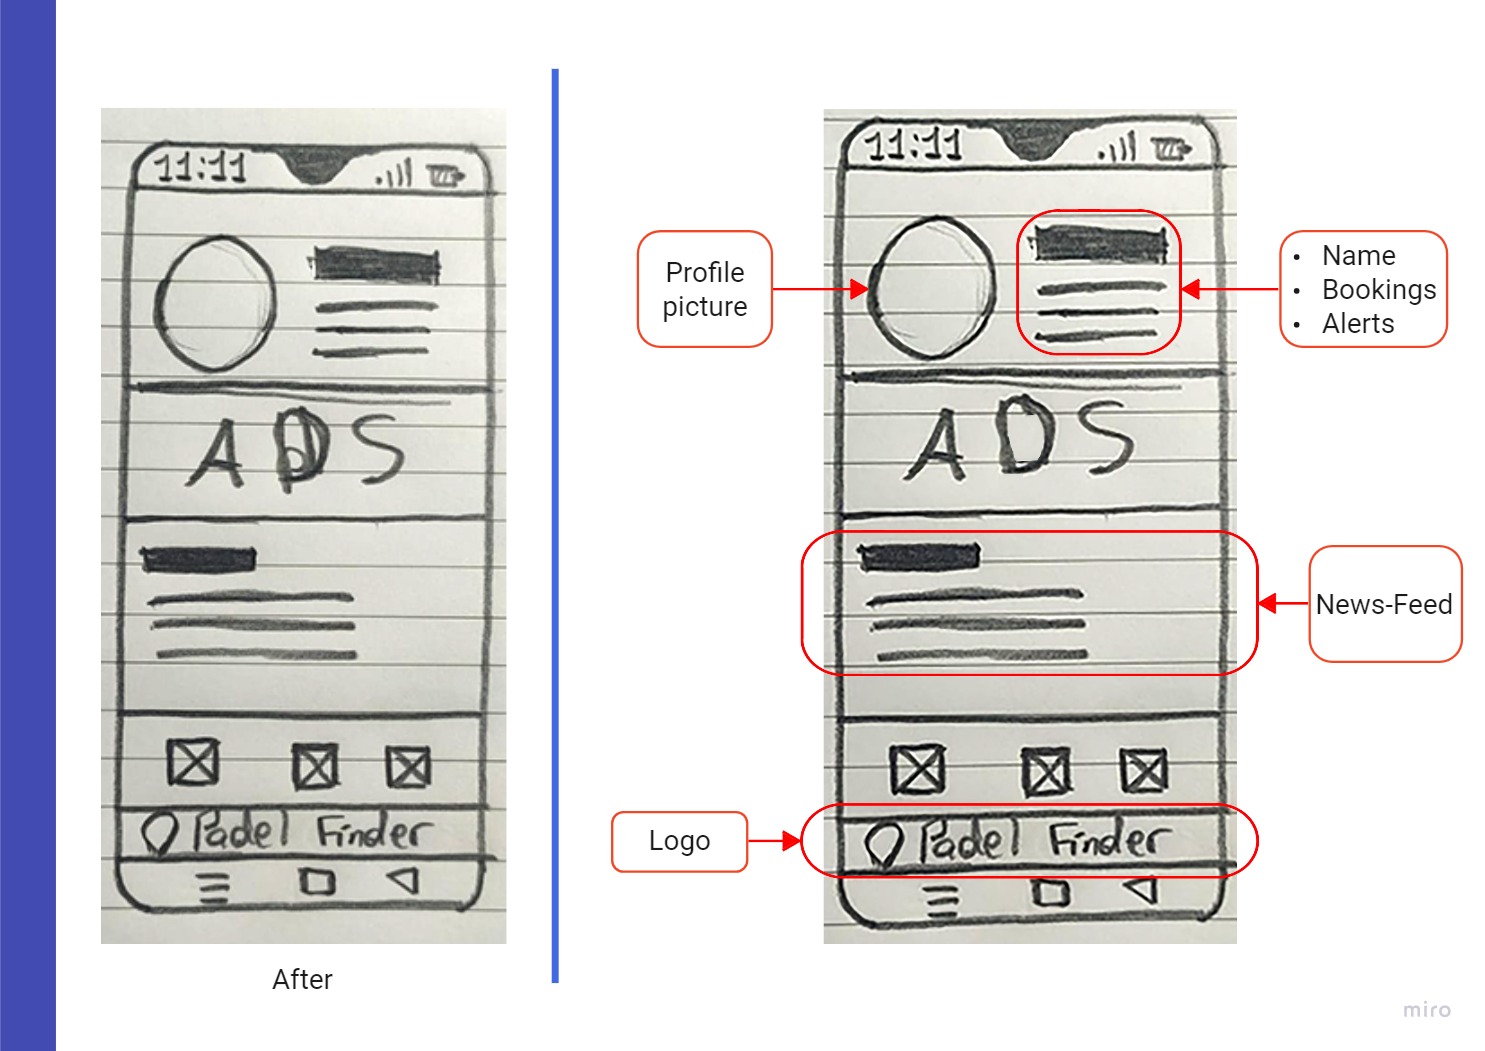 11:11
ADS
Padel Finder
After
11:11
Profile
picture
• Name
• Bookings
• Alerts
ADS
News-Feed
Logo
Padel Finder
miro